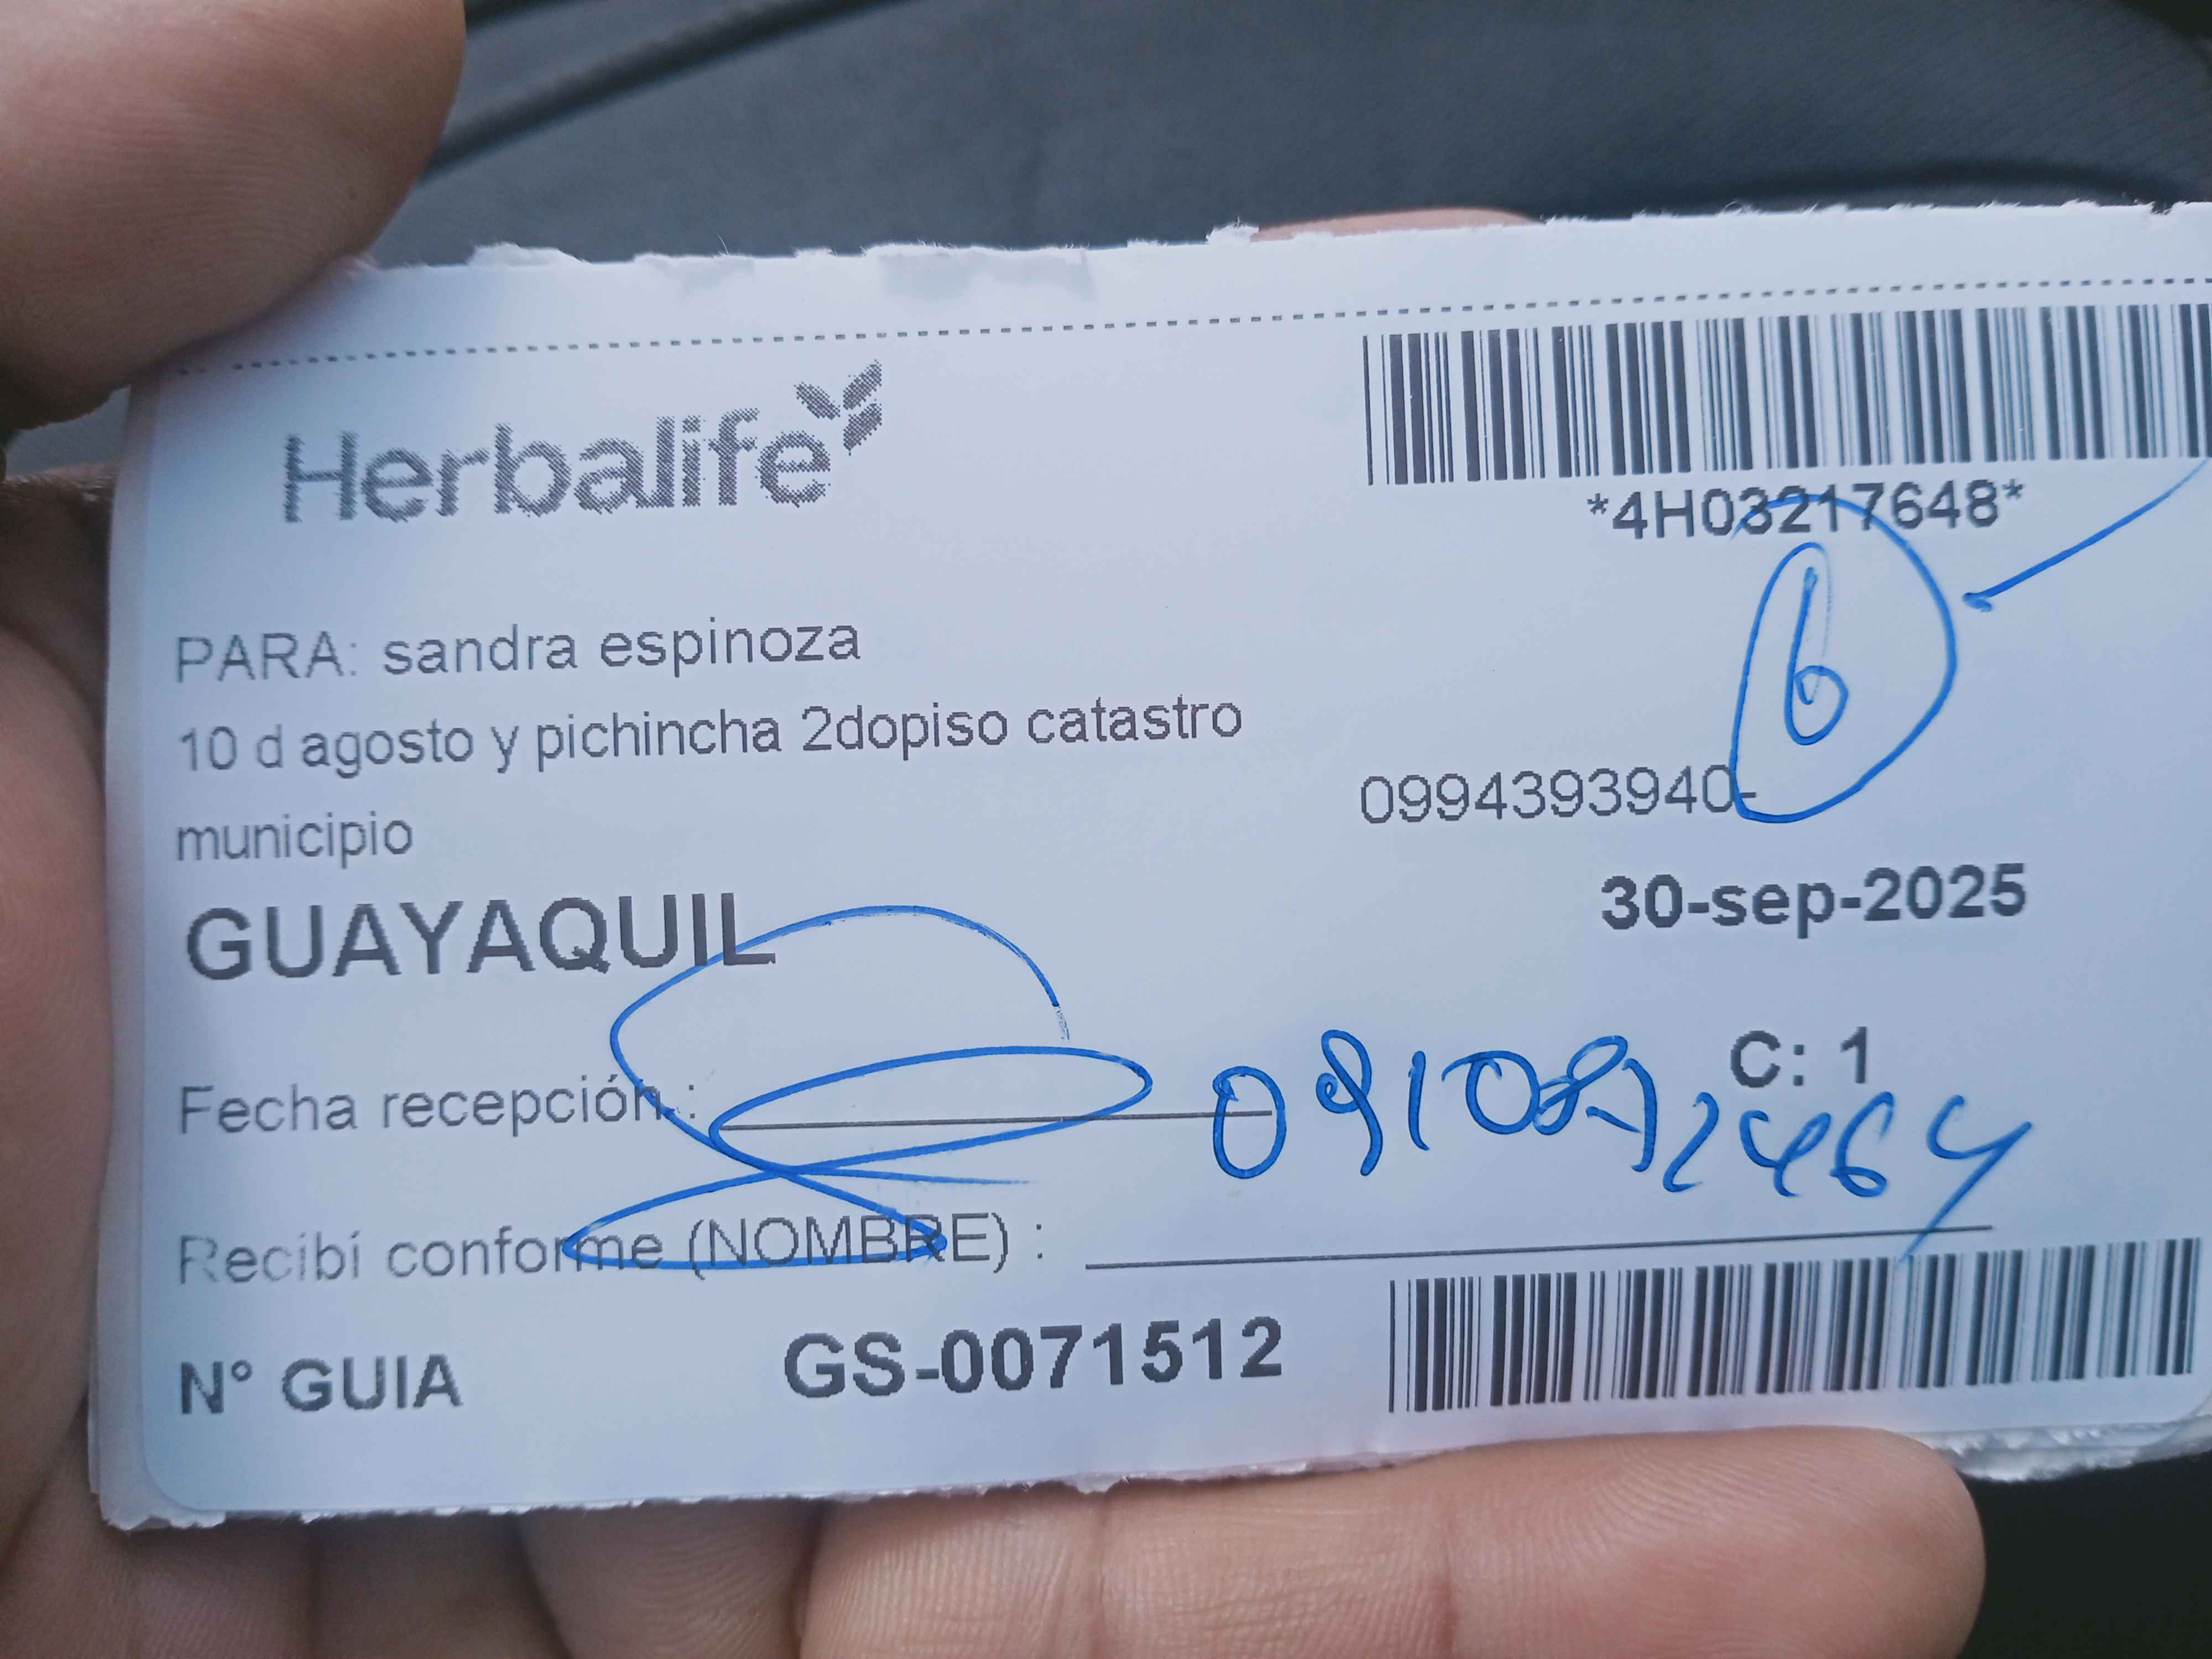 Herbalife
*4H03217648*
6
PARA: sandra espinoza
10 d agosto y pichincha 2dopiso catastro
municipio
0994393940-
GUAYAQUIL
30-sep-2025
C: 1
Fecha recepción :
Recibí conforme (NOMBRE) :
N° GUIA GS-0071512